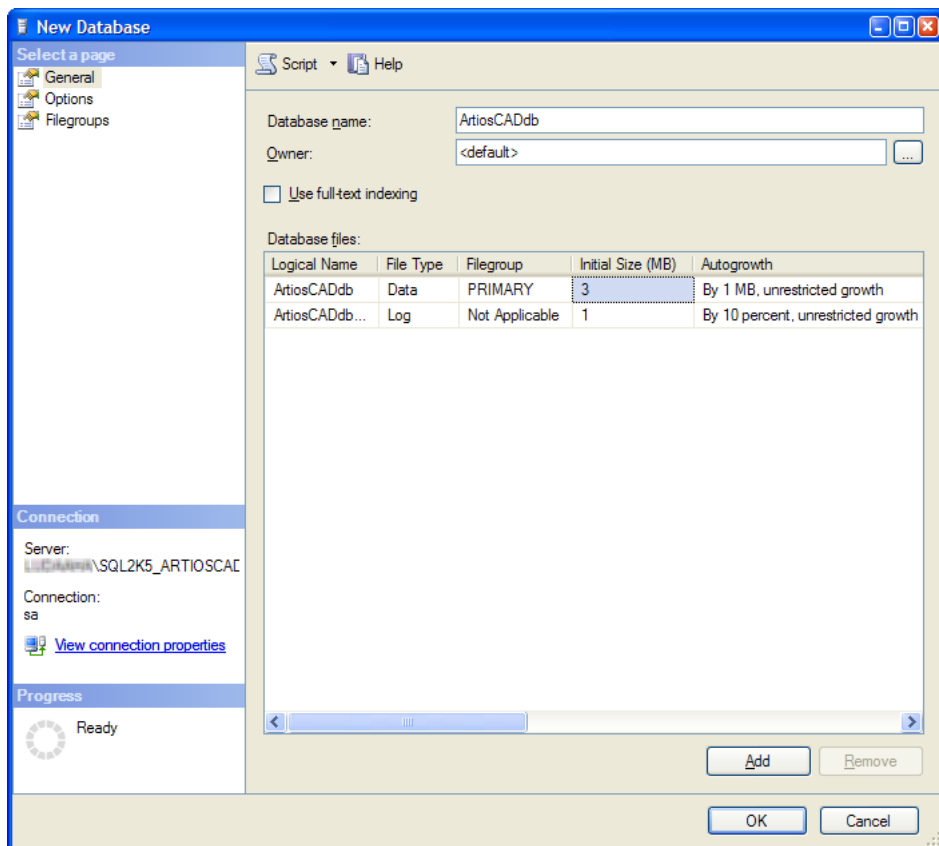 New Database
Select a page
General
Options
Filegroups
Script Help
Database name: ArtiosCADdb
Owner: <default> ...
Use full-text indexing
Database files:
Logical Name File Type Filegroup Initial Size (MB) Autogrowth
ArtiosCADdb Data PRIMARY 3 By 1 MB, unrestricted growth
ArtiosCADdb... Log Not Applicable 1 By 10 percent, unrestricted growth
Connection
Server:
\SQL2K5_ARTIOSCAD
Connection:
sa
View connection properties
Progress
Ready
Add Remove
OK Cancel